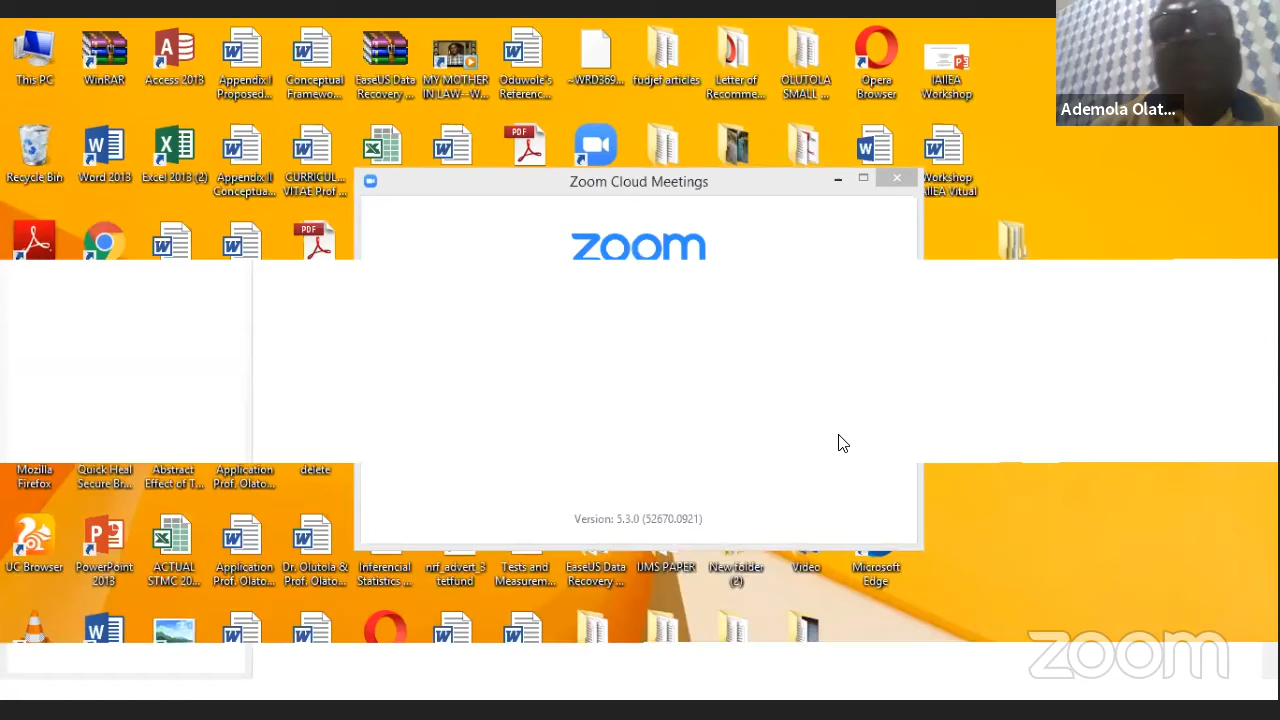 This PC
WinRAR
Access 2013
Appendix I
Proposed...
Conceptual
Framewo...
EaseUS Data
Recovery ...
MY MOTHER
IN LAW--W...
Oduwole's
Referenc...
~WRD369...
fudjef articles
Letter of
Recomme...
OLUTOLA
SMALL ...
Opera
Browser
IAIIEA
Workshop
Ademola Olat...
Recycle Bin
Word 2013
Excel 2013 (2)
Appendix II
Conceptua...
CURRICUL...
VITAE Prof ...
PDF
Workshop
Zoom Cloud Meetings
PDF
zoom
Mozilla
Firefox
Quick Heal
Secure Br...
Abstract
Effect of T...
Application
Prof. Olato...
delete
Version: 5.3.0 (52670.0921)
UC Browser
PowerPoint
2013
ACTUAL
STMC 20...
Application
Prof. Olato...
Dr. Olutola &
Prof. Olato...
Inferencial
Statistics ...
nrf_advert_3
tetfund
Tests and
Measurem...
EaseUS Data
Recovery ...
IJMS PAPER
New folder
(2)
Video
Microsoft
Edge
zoom